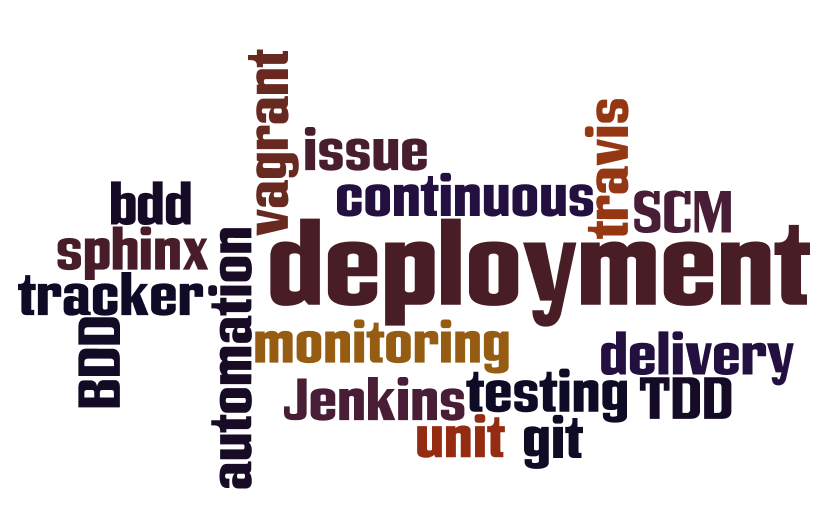 vagrant
issue
travis
continuous
bdd
SCM
deployment
sphinx
automation
tracker:
BDD
monitoring
delivery
Jenkins
testing
TDD
unit
git